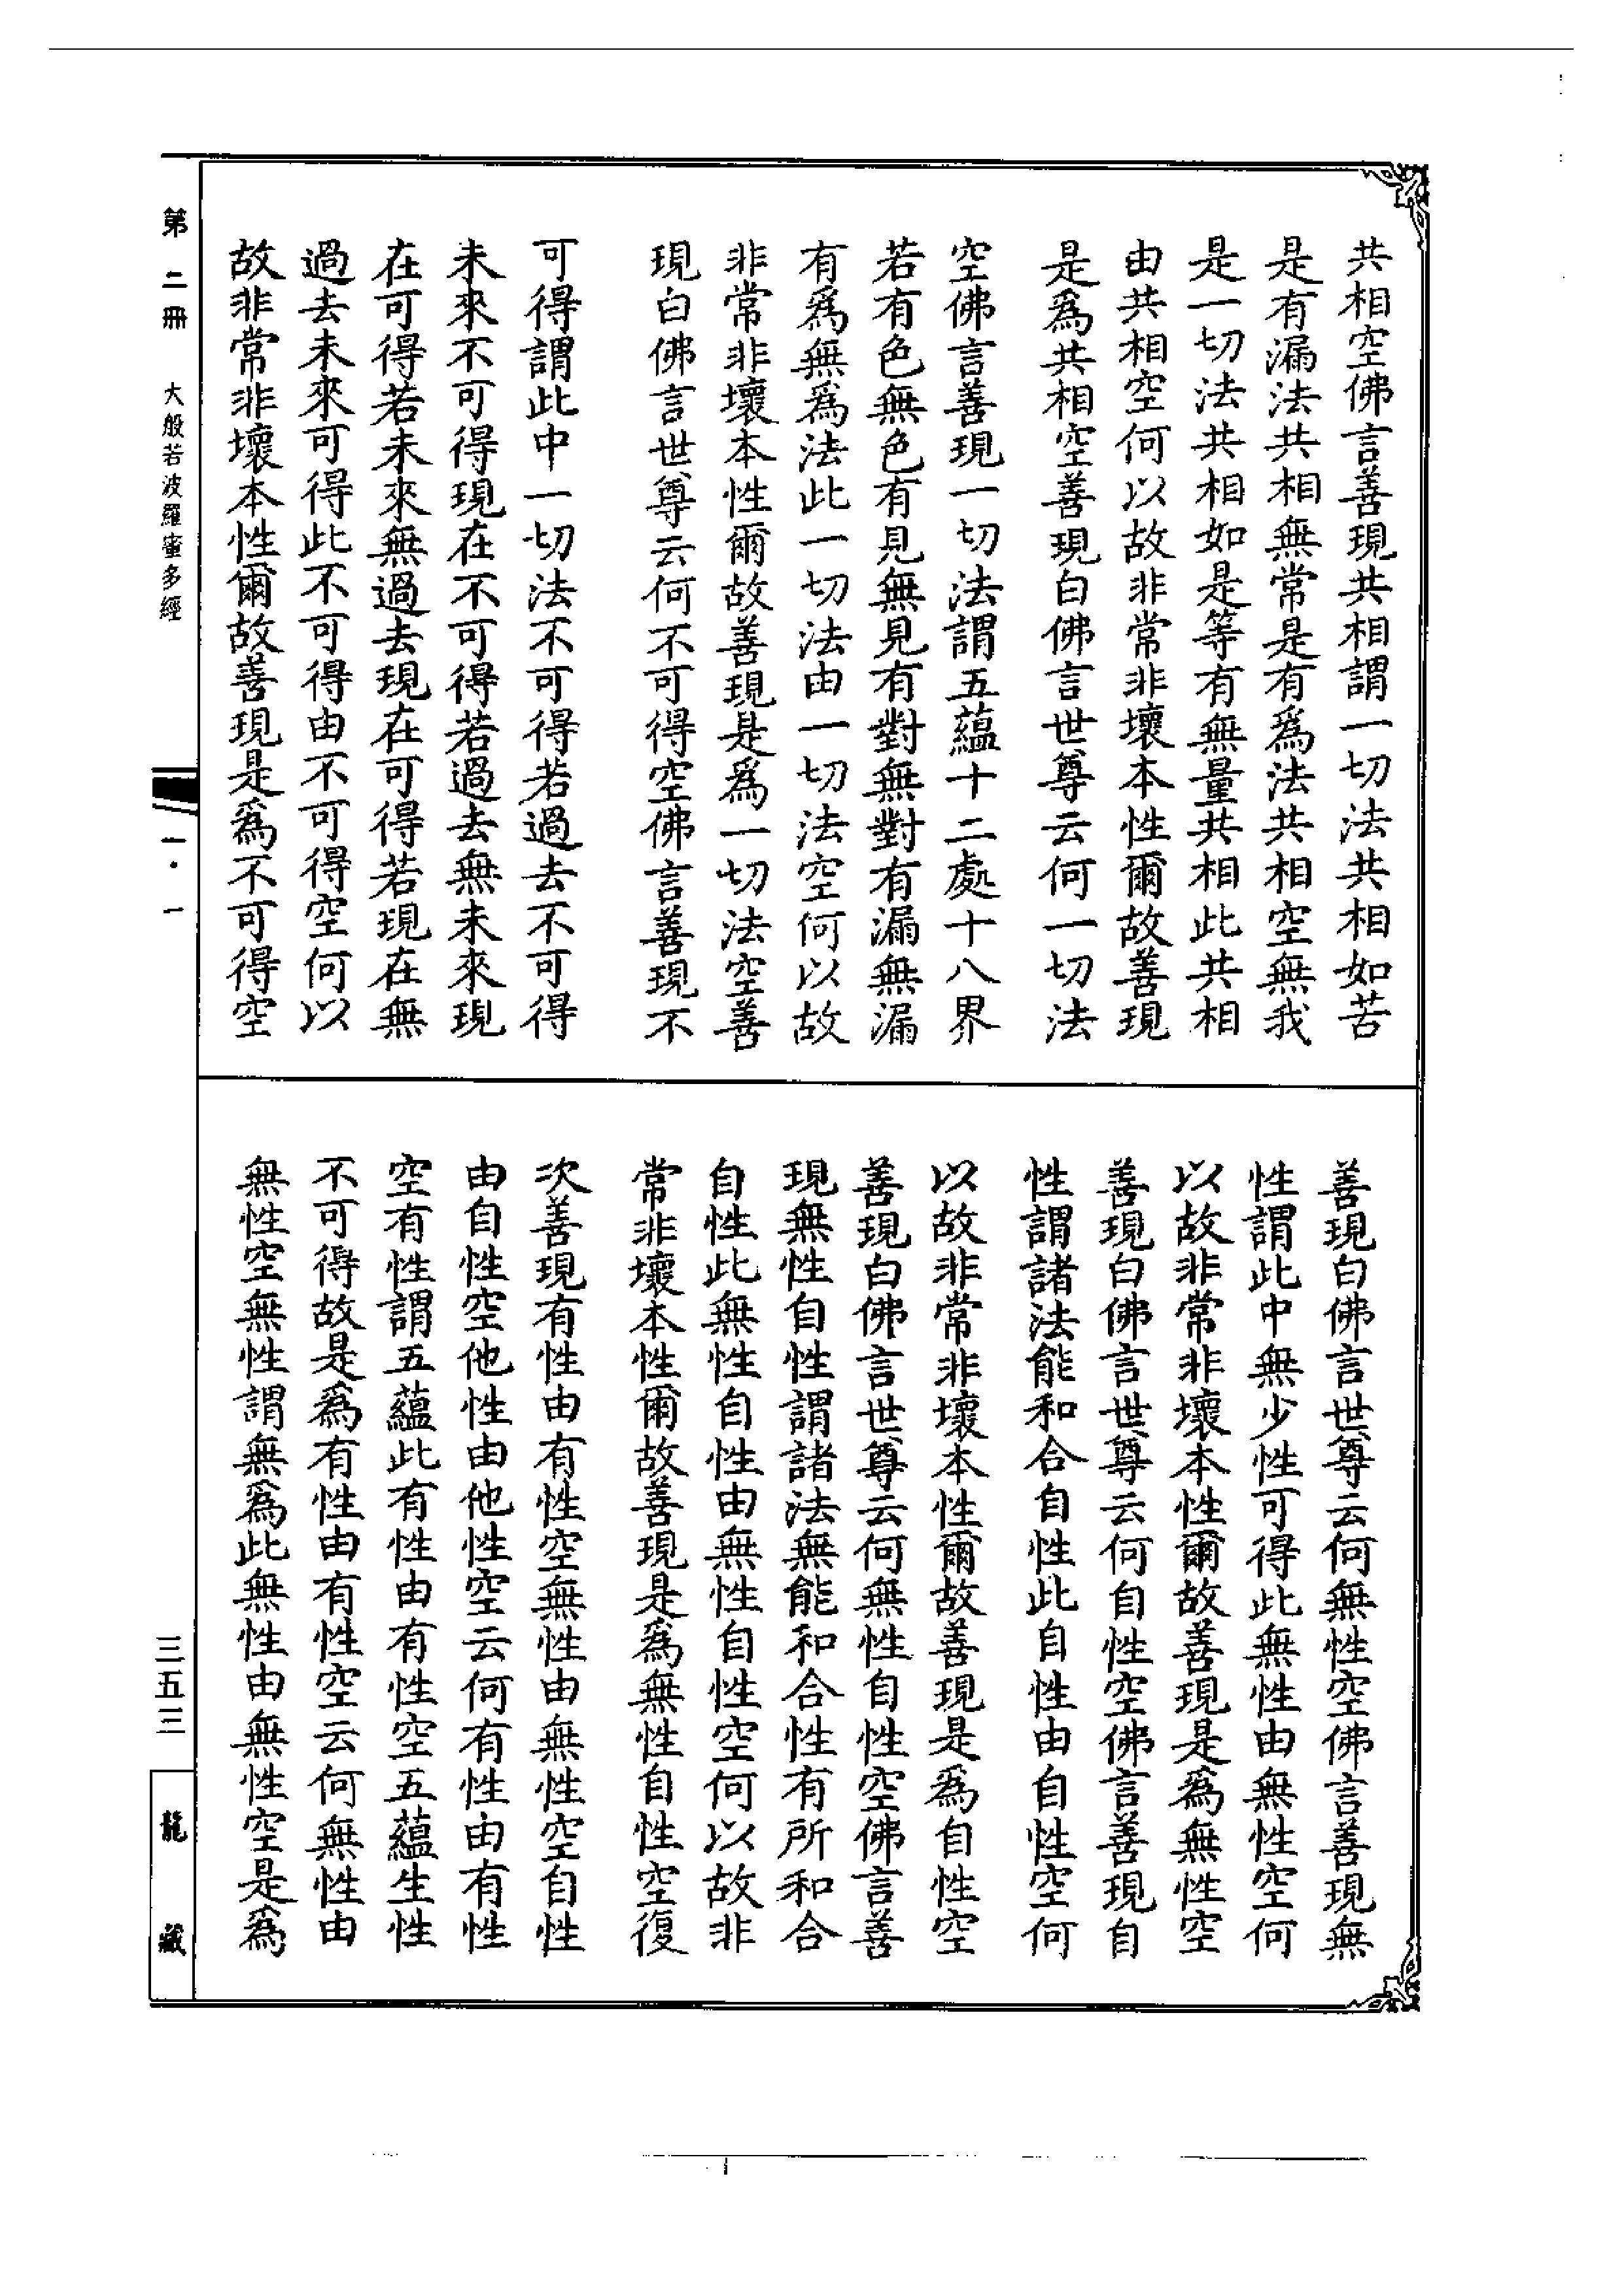 共相空佛言善現共相謂一切法共相如苦
是有漏法共相無常是有爲法共相空無我
是一切法共相如是等有無量共相此共相
由共相空何以故非常非壞本性爾故善現
是爲共相空善現白佛言世尊云何一切法
空佛言善現一切法謂五蘊十二處十八界
若有色無色有見無見有對無對有漏無漏
有爲無爲法此一切法由一切法空何以故
非常非壞本性爾故善現是爲一切法空善
現白佛言世尊云何不可得空佛言善現不
可得謂此中一切法不可得若過去不可得
未來不可得現在不可得若過去無未來現
在可得若未來無過去現在可得若現在無
過去未來可得此不可得由不可得空何以
故非常非壞本性爾故善現是爲不可得空
善現白佛言世尊云何無性空佛言善現無
性謂此中無少性可得此無性由無性空何
以故非常非壞本性爾故善現是爲無性空
善現白佛言世尊云何自性空佛言善現自
性謂諸法能和合自性此自性由自性空何
以故非常非壞本性爾故善現是爲自性空
善現白佛言世尊云何無性自性空佛言善
現無性自性謂諸法無能和合性有所和合
自性此無性自性由無性自性空何以故非
常非壞本性爾故善現是爲無性自性空復
次善現有性由有性空無性由無性空自性
由自性空他性由他性空云何有性由有性
空有性謂五蘊此有性由有性空五蘊生性
不可得故是爲有性由有性空云何無性由
無性空無性謂無爲此無性由無性空是爲
第二冊 大般若波羅蜜多經
一·一
三五三
龍藏